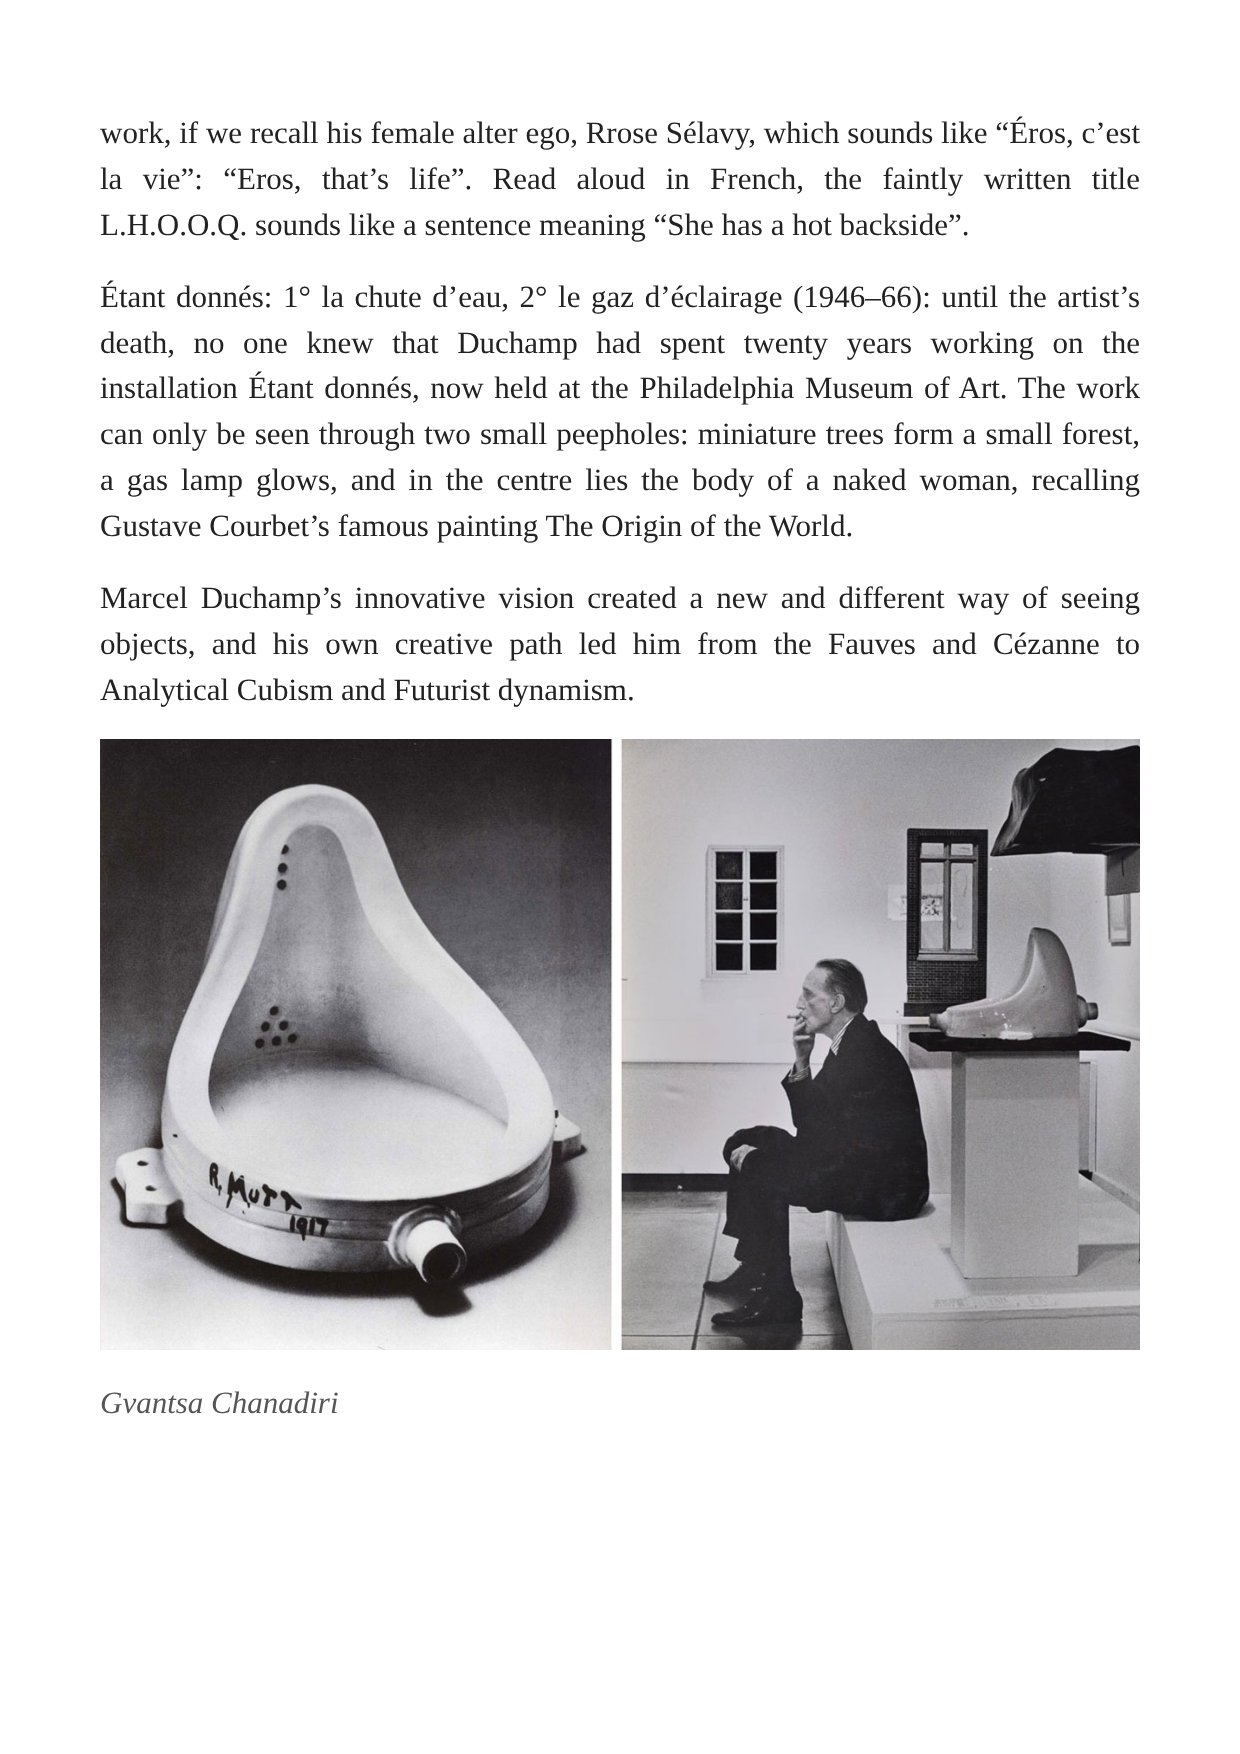 work, if we recall his female alter ego, Rrose Sélavy, which sounds like “Éros, c’est
la vie”: “Eros, that’s life”. Read aloud in French, the faintly written title
L.H.O.O.Q. sounds like a sentence meaning “She has a hot backside”.
Étant donnés: 1° la chute d’eau, 2° le gaz d’éclairage (1946–66): until the artist’s
death, no one knew that Duchamp had spent twenty years working on the
installation Étant donnés, now held at the Philadelphia Museum of Art. The work
can only be seen through two small peepholes: miniature trees form a small forest,
a gas lamp glows, and in the centre lies the body of a naked woman, recalling
Gustave Courbet’s famous painting The Origin of the World.
Marcel Duchamp’s innovative vision created a new and different way of seeing
objects, and his own creative path led him from the Fauves and Cézanne to
Analytical Cubism and Futurist dynamism.
R. MUTT
1917
Gvantsa Chanadiri